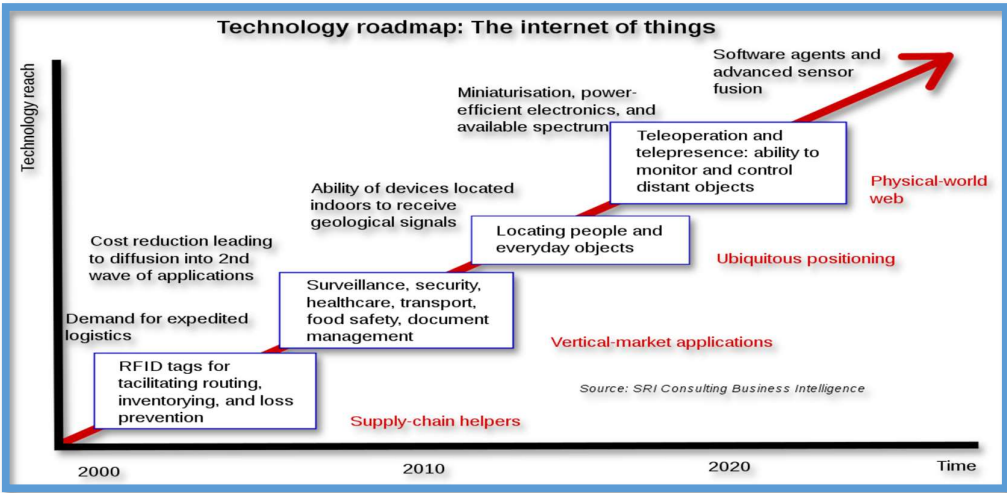 Technology roadmap: The internet of things
Technology reach
Software agents and
advanced sensor
fusion
Miniaturisation, power-
efficient electronics, and
available spectrum
Teleoperation and
telepresence: ability to
monitor and control
distant objects
Physical-world
web
Ability of devices located
indoors to receive
geological signals
Locating people and
everyday objects
Ubiquitous positioning
Cost reduction leading
to diffusion into 2nd
wave of applications
Surveillance, security,
healthcare, transport,
food safety, document
management
Vertical-market applications
Demand for expedited
logistics
RFID tags for
tacilitating routing,
inventorying, and loss
prevention
Supply-chain helpers
Source: SRI Consulting Business Intelligence
2000
2010
2020
Time